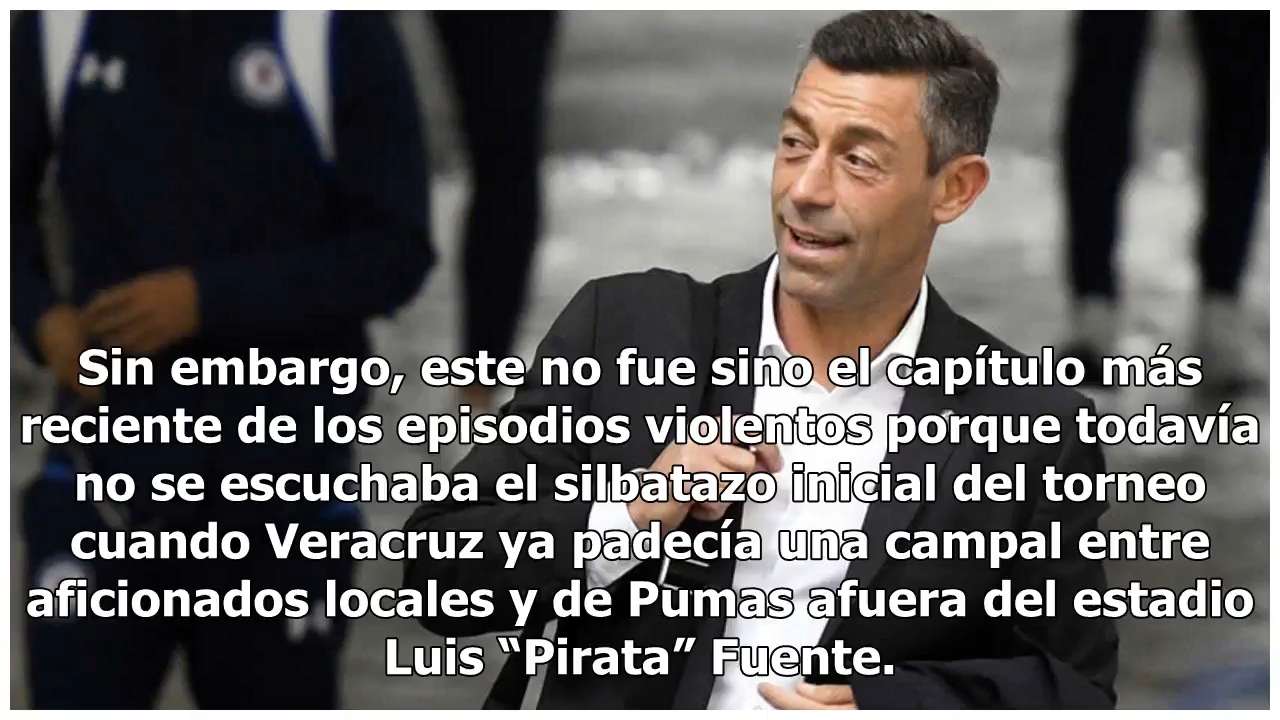 Sin embargo, este no fue sino el capítulo más
reciente de los episodios violentos porque todavía
no se escuchaba el silbatazo inicial del torneo
cuando Veracruz ya padecía una campal entre
aficionados locales y de Pumas afuera del estadio
Luis “Pirata” Fuente.